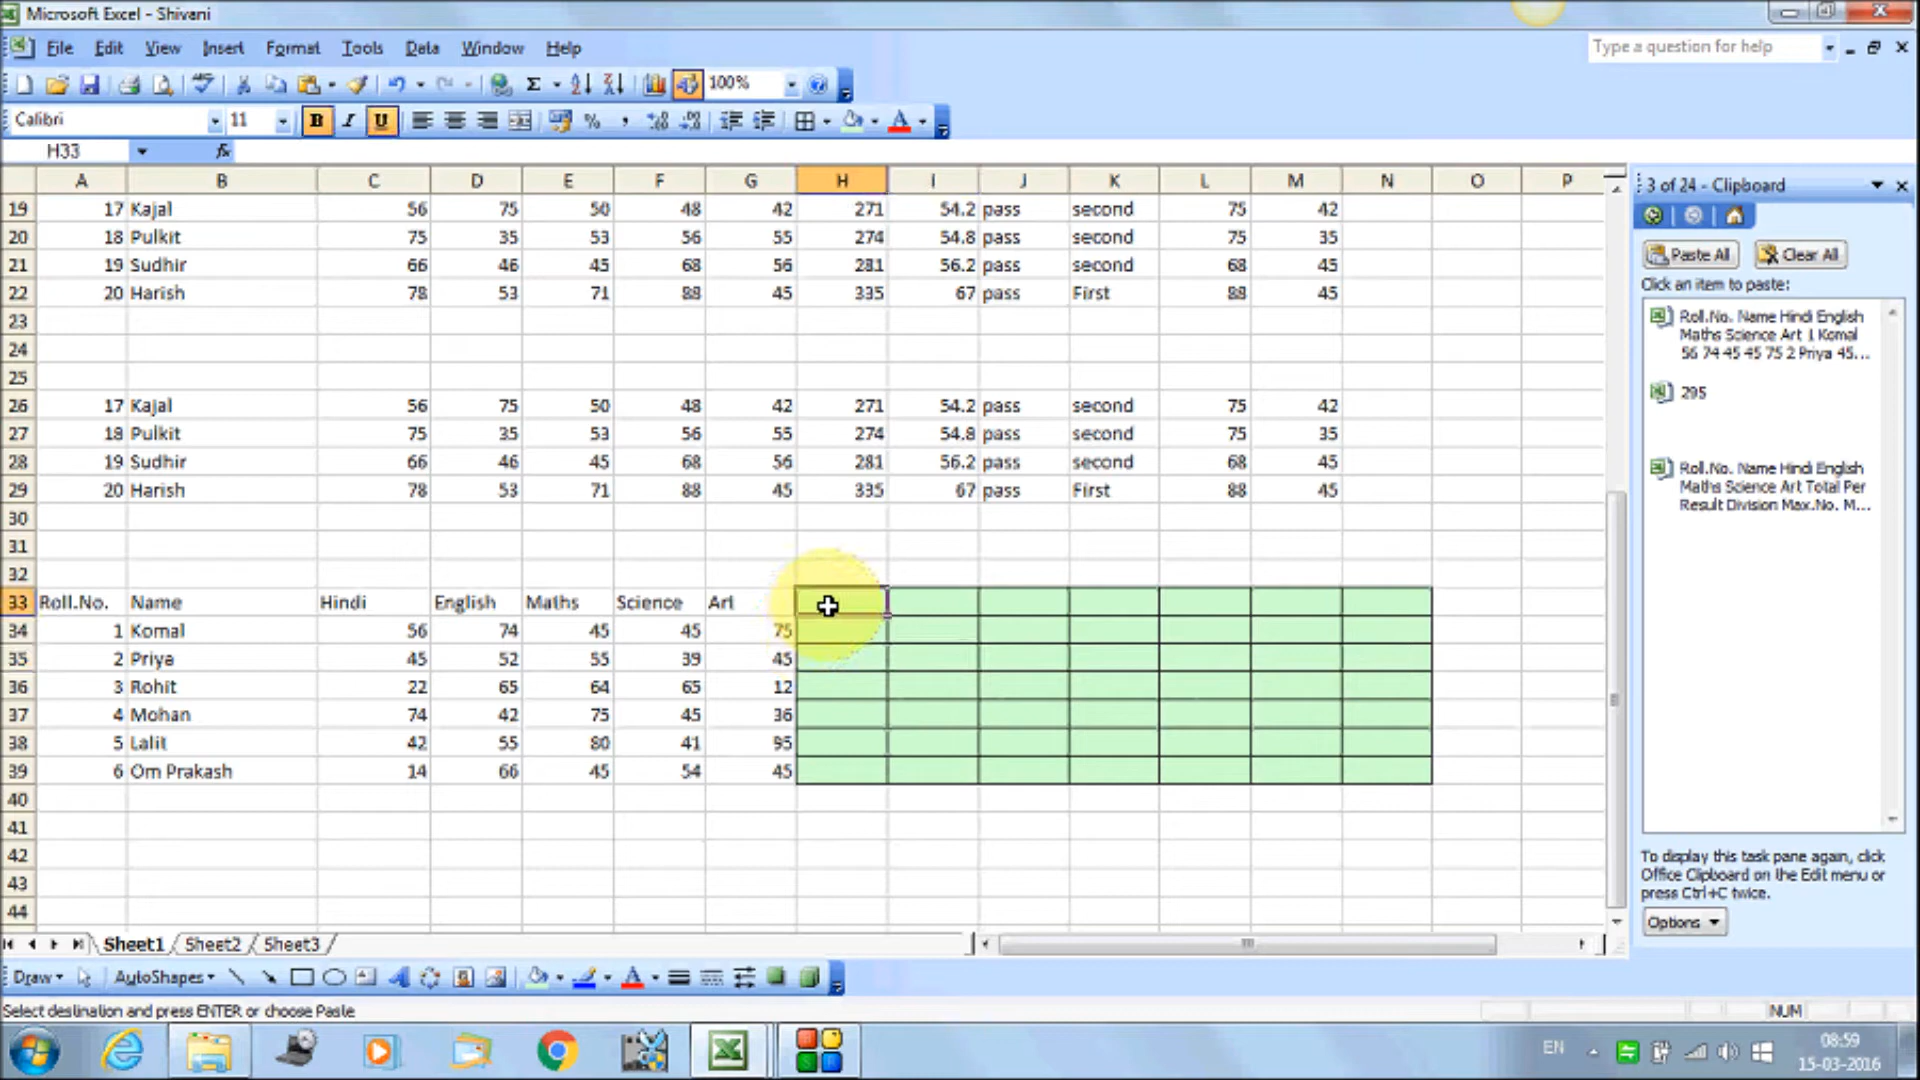 Microsoft Excel - Shivani
File Edit View Insert Format Tools Data Window Help
Type a question for help
100%
Calibri 11 B I U
H33 fx
A B C D E F G H I J K L M N O P
19 17 Kajal 56 75 50 48 42 271 54.2 pass second 75 42
20 18 Pulkit 75 35 53 56 55 274 54.8 pass second 75 35
21 19 Sudhir 66 46 45 68 56 281 56.2 pass second 68 45
22 20 Harish 78 53 71 88 45 335 67 pass First 88 45
23
24
25
26 17 Kajal 56 75 50 48 42 271 54.2 pass second 75 42
27 18 Pulkit 75 35 53 56 55 274 54.8 pass second 75 35
28 19 Sudhir 66 46 45 68 56 281 56.2 pass second 68 45
29 20 Harish 78 53 71 88 45 335 67 pass First 88 45
30
31
32
33 Roll.No. Name Hindi English Maths Science Art
34 1 Komal 56 74 45 45 75
35 2 Priya 45 52 55 39 45
36 3 Rohit 22 65 64 65 12
37 4 Mohan 74 42 75 45 36
38 5 Lalit 42 55 80 41 95
39 6 Om Prakash 14 66 45 54 45
40
41
42
43
44
3 of 24 - Clipboard
Paste All Clear All
Click an item to paste:
Roll.No. Name Hindi English
Maths Science Art 1 Komal
56 74 45 45 75 2 Priya 45...
295
Roll.No. Name Hindi English
Maths Science Art Total Per
Result Division Max.No. M...
To display this task pane again, click
Office Clipboard on the Edit menu or
press Ctrl+C twice.
Options
Sheet1 Sheet2 Sheet3
Draw AutoShapes
Select destination and press ENTER or choose Paste
NUM
EN
08:59
15-03-2016